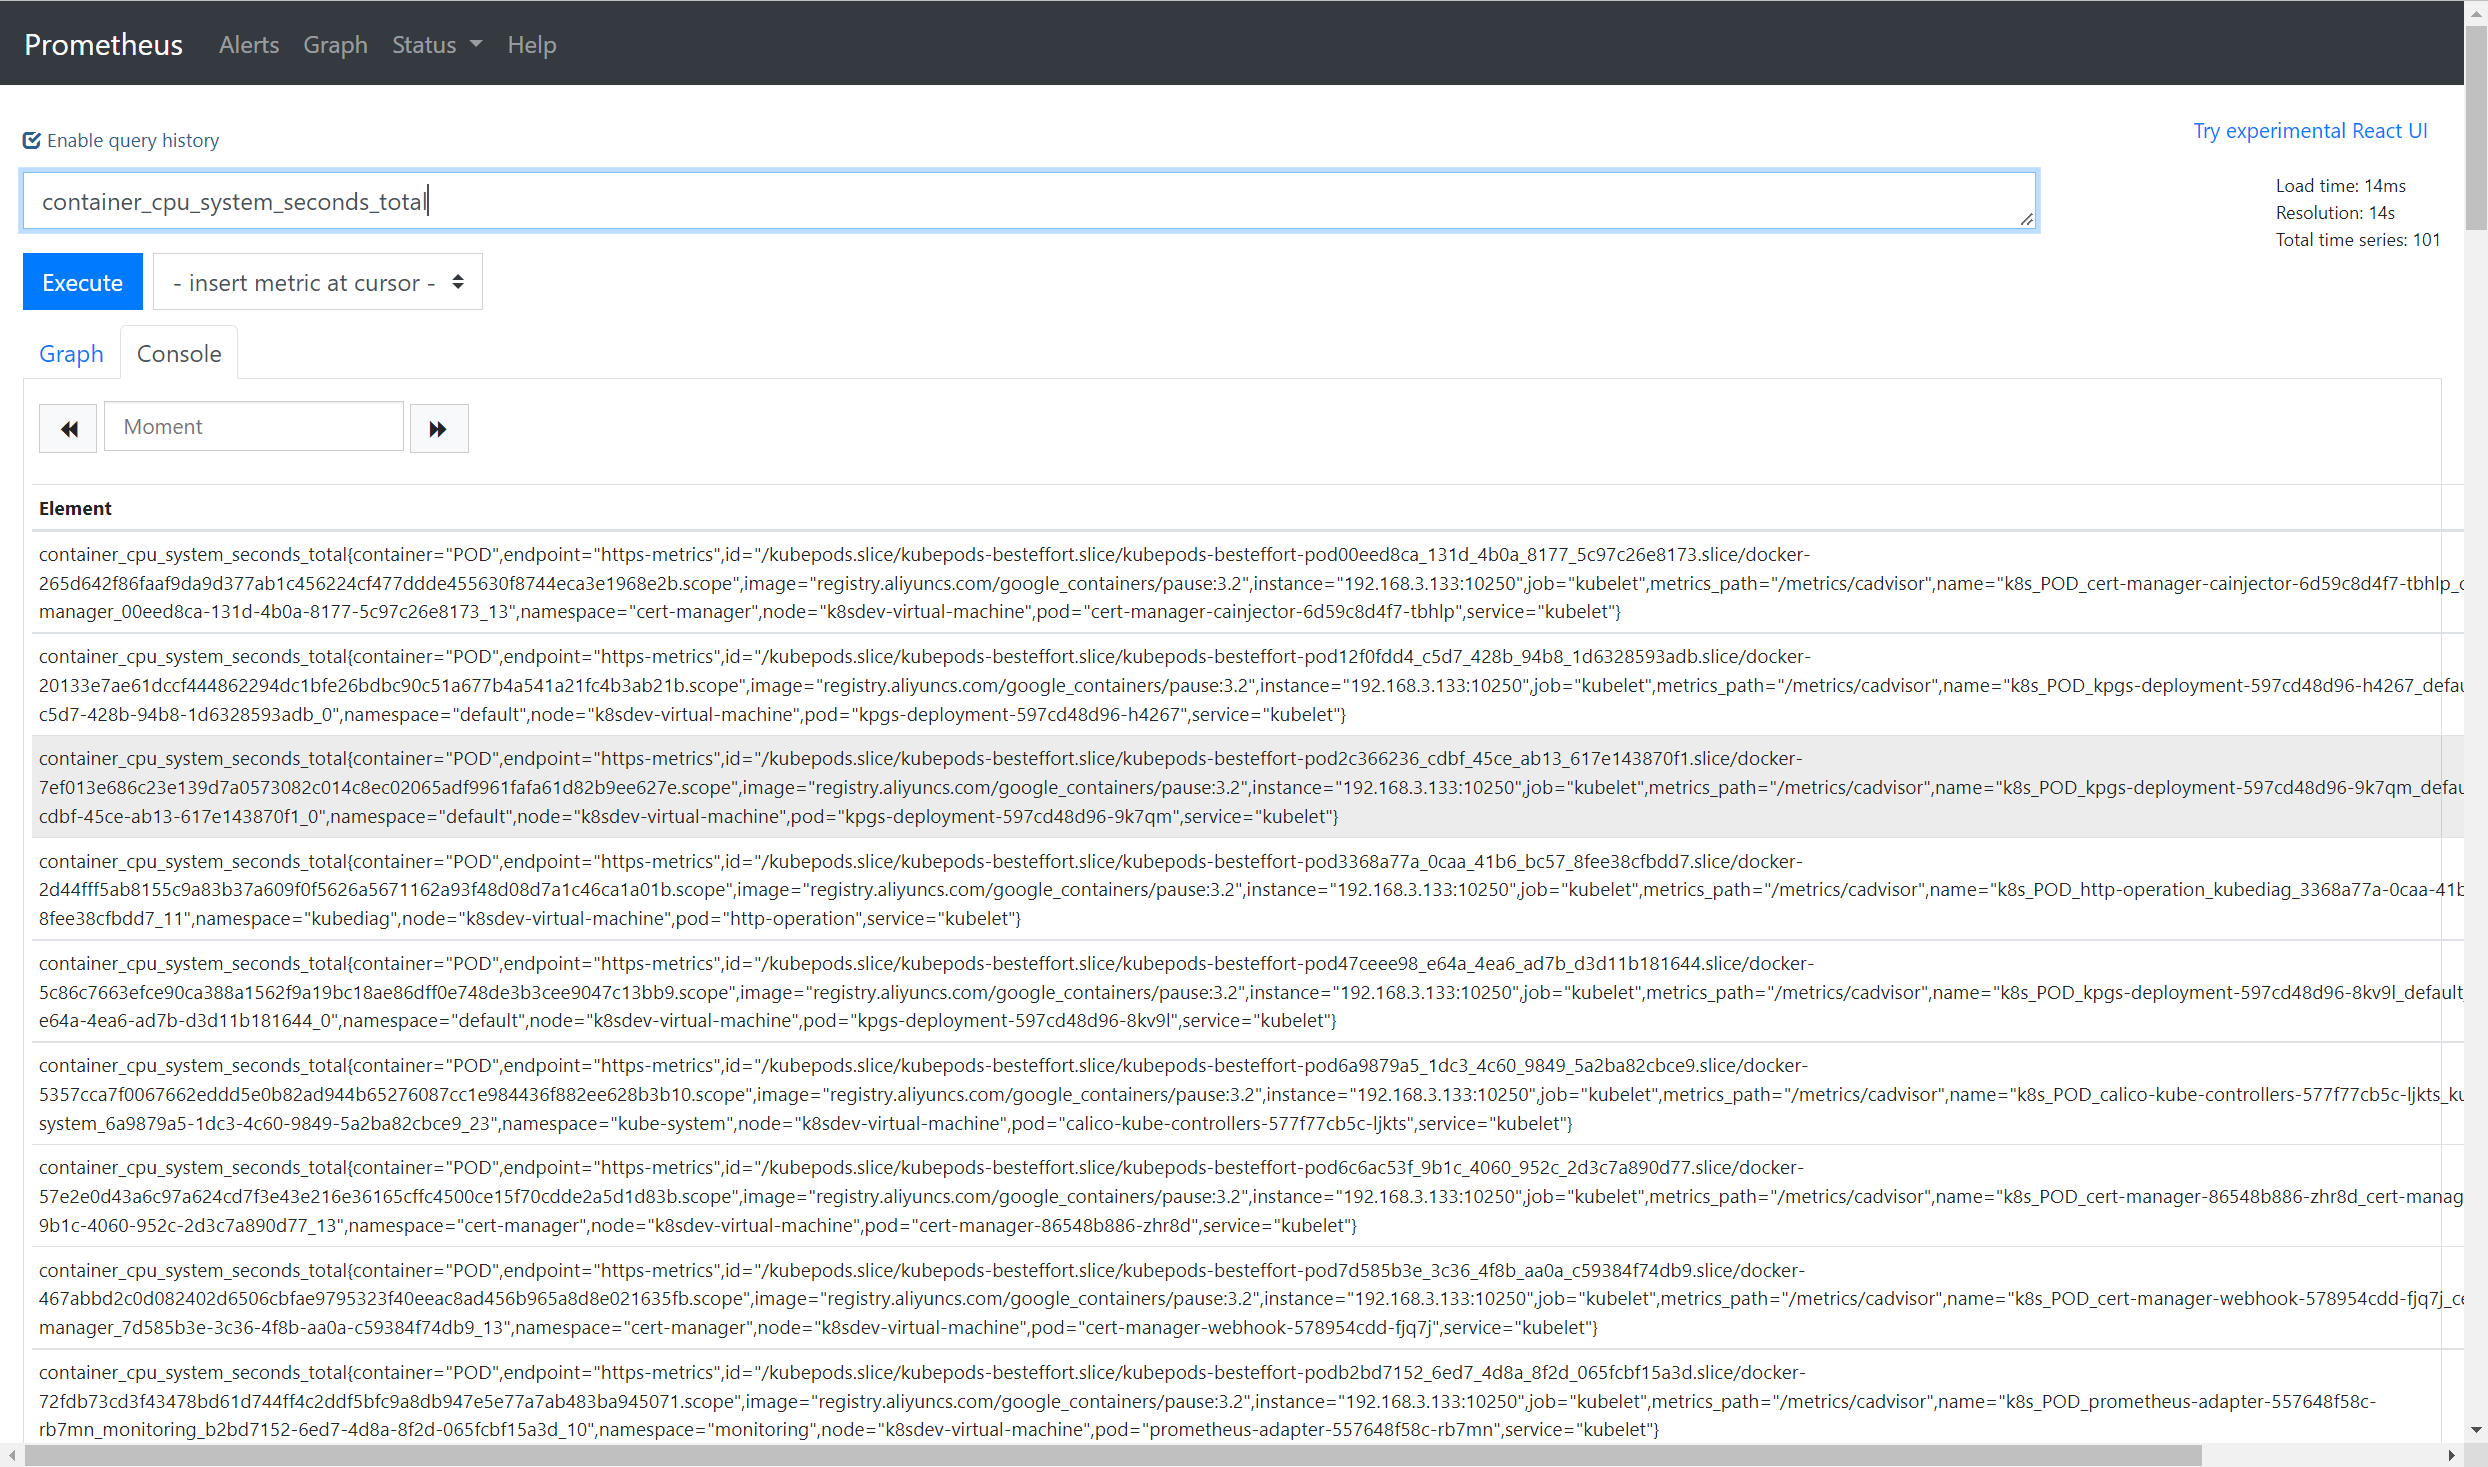 Prometheus Alerts Graph Status Help
Enable query history
Try experimental React UI
container_cpu_system_seconds_total
Load time: 14ms
Resolution: 14s
Total time series: 101
Execute
- insert metric at cursor -
Graph Console
Moment
Element
container_cpu_system_seconds_total{container="POD",endpoint="https-metrics",id="/kubepods.slice/kubepods-besteffort.slice/kubepods-besteffort-pod00eed8ca_131d_4b0a_8177_5c97c26e8173.slice/docker-
265d642f86faaf9da9d377ab1c456224cf477ddde455630f8744eca3e1968e2b.scope",image="registry.aliyuncs.com/google_containers/pause:3.2",instance="192.168.3.133:10250",job="kubelet",metrics_path="/metrics/cadvisor",name="k8s_POD_cert-manager-cainjector-6d59c8d4f7-tbhlp_c
manager_00eed8ca-131d-4b0a-8177-5c97c26e8173_13",namespace="cert-manager",node="k8sdev-virtual-machine",pod="cert-manager-cainjector-6d59c8d4f7-tbhlp",service="kubelet"}
container_cpu_system_seconds_total{container="POD",endpoint="https-metrics",id="/kubepods.slice/kubepods-besteffort.slice/kubepods-besteffort-pod12f0fdd4_c5d7_428b_94b8_1d6328593adb.slice/docker-
20133e7ae61dccf444862294dc1bfe26bdbc90c51a677b4a541a21fc4b3ab21b.scope",image="registry.aliyuncs.com/google_containers/pause:3.2",instance="192.168.3.133:10250",job="kubelet",metrics_path="/metrics/cadvisor",name="k8s_POD_kpgs-deployment-597cd48d96-h4267_defau
c5d7-428b-94b8-1d6328593adb_0",namespace="default",node="k8sdev-virtual-machine",pod="kpgs-deployment-597cd48d96-h4267",service="kubelet"}
container_cpu_system_seconds_total{container="POD",endpoint="https-metrics",id="/kubepods.slice/kubepods-besteffort.slice/kubepods-besteffort-pod2c366236_cdbf_45ce_ab13_617e143870f1.slice/docker-
7ef013e686c23e139d7a0573082c014c8ec02065adf9961fafa61d82b9ee627e.scope",image="registry.aliyuncs.com/google_containers/pause:3.2",instance="192.168.3.133:10250",job="kubelet",metrics_path="/metrics/cadvisor",name="k8s_POD_kpgs-deployment-597cd48d96-9k7qm_defau
cdbf-45ce-ab13-617e143870f1_0",namespace="default",node="k8sdev-virtual-machine",pod="kpgs-deployment-597cd48d96-9k7qm",service="kubelet"}
container_cpu_system_seconds_total{container="POD",endpoint="https-metrics",id="/kubepods.slice/kubepods-besteffort.slice/kubepods-besteffort-pod3368a77a_0caa_41b6_bc57_8fee38cfbdd7.slice/docker-
2d44fff5ab8155c9a83b37a609f0f5626a5671162a93f48d08d7a1c46ca1a01b.scope",image="registry.aliyuncs.com/google_containers/pause:3.2",instance="192.168.3.133:10250",job="kubelet",metrics_path="/metrics/cadvisor",name="k8s_POD_http-operation_kubediag_3368a77a-0caa-41b
8fee38cfbdd7_11",namespace="kubediag",node="k8sdev-virtual-machine",pod="http-operation",service="kubelet"}
container_cpu_system_seconds_total{container="POD",endpoint="https-metrics",id="/kubepods.slice/kubepods-besteffort.slice/kubepods-besteffort-pod47ceee98_e64a_4ea6_ad7b_d3d11b181644.slice/docker-
5c86c7663efce90ca388a1562f9a19bc18ae86dff0e748de3b3cee9047c13bb9.scope",image="registry.aliyuncs.com/google_containers/pause:3.2",instance="192.168.3.133:10250",job="kubelet",metrics_path="/metrics/cadvisor",name="k8s_POD_kpgs-deployment-597cd48d96-8kv9l_default_
e64a-4ea6-ad7b-d3d11b181644_0",namespace="default",node="k8sdev-virtual-machine",pod="kpgs-deployment-597cd48d96-8kv9l",service="kubelet"}
container_cpu_system_seconds_total{container="POD",endpoint="https-metrics",id="/kubepods.slice/kubepods-besteffort.slice/kubepods-besteffort-pod6a9879a5_1dc3_4c60_9849_5a2ba82cbce9.slice/docker-
5357cca7f0067662eddd5e0b82ad944b65276087cc1e984436f882ee628b3b10.scope",image="registry.aliyuncs.com/google_containers/pause:3.2",instance="192.168.3.133:10250",job="kubelet",metrics_path="/metrics/cadvisor",name="k8s_POD_calico-kube-controllers-577f77cb5c-ljkts_ku
system_6a9879a5-1dc3-4c60-9849-5a2ba82cbce9_23",namespace="kube-system",node="k8sdev-virtual-machine",pod="calico-kube-controllers-577f77cb5c-ljkts",service="kubelet"}
container_cpu_system_seconds_total{container="POD",endpoint="https-metrics",id="/kubepods.slice/kubepods-besteffort.slice/kubepods-besteffort-pod6c6ac53f_9b1c_4060_952c_2d3c7a890d77.slice/docker-
57e2e0d43a6c97a624cd7f3e43e216e36165cffc4500ce15f70cdde2a5d1d83b.scope",image="registry.aliyuncs.com/google_containers/pause:3.2",instance="192.168.3.133:10250",job="kubelet",metrics_path="/metrics/cadvisor",name="k8s_POD_cert-manager-86548b886-zhr8d_cert-manag
9b1c-4060-952c-2d3c7a890d77_13",namespace="cert-manager",node="k8sdev-virtual-machine",pod="cert-manager-86548b886-zhr8d",service="kubelet"}
container_cpu_system_seconds_total{container="POD",endpoint="https-metrics",id="/kubepods.slice/kubepods-besteffort.slice/kubepods-besteffort-pod7d585b3e_3c36_4f8b_aa0a_c59384f74db9.slice/docker-
467abbd2c0d082402d6506cbfae9795323f40eeac8ad456b965a8d8e021635fb.scope",image="registry.aliyuncs.com/google_containers/pause:3.2",instance="192.168.3.133:10250",job="kubelet",metrics_path="/metrics/cadvisor",name="k8s_POD_cert-manager-webhook-578954cdd-fjq7j_ce
manager_7d585b3e-3c36-4f8b-aa0a-c59384f74db9_13",namespace="cert-manager",node="k8sdev-virtual-machine",pod="cert-manager-webhook-578954cdd-fjq7j",service="kubelet"}
container_cpu_system_seconds_total{container="POD",endpoint="https-metrics",id="/kubepods.slice/kubepods-besteffort.slice/kubepods-besteffort-podb2bd7152_6ed7_4d8a_8f2d_065fcbf15a3d.slice/docker-
72fdb73cd3f43478bd61d744ff4c2ddf5bfc9a8db947e5e77a7ab483ba945071.scope",image="registry.aliyuncs.com/google_containers/pause:3.2",instance="192.168.3.133:10250",job="kubelet",metrics_path="/metrics/cadvisor",name="k8s_POD_prometheus-adapter-557648f58c-
rb7mn_monitoring_b2bd7152-6ed7-4d8a-8f2d-065fcbf15a3d_10",namespace="monitoring",node="k8sdev-virtual-machine",pod="prometheus-adapter-557648f58c-rb7mn",service="kubelet"}